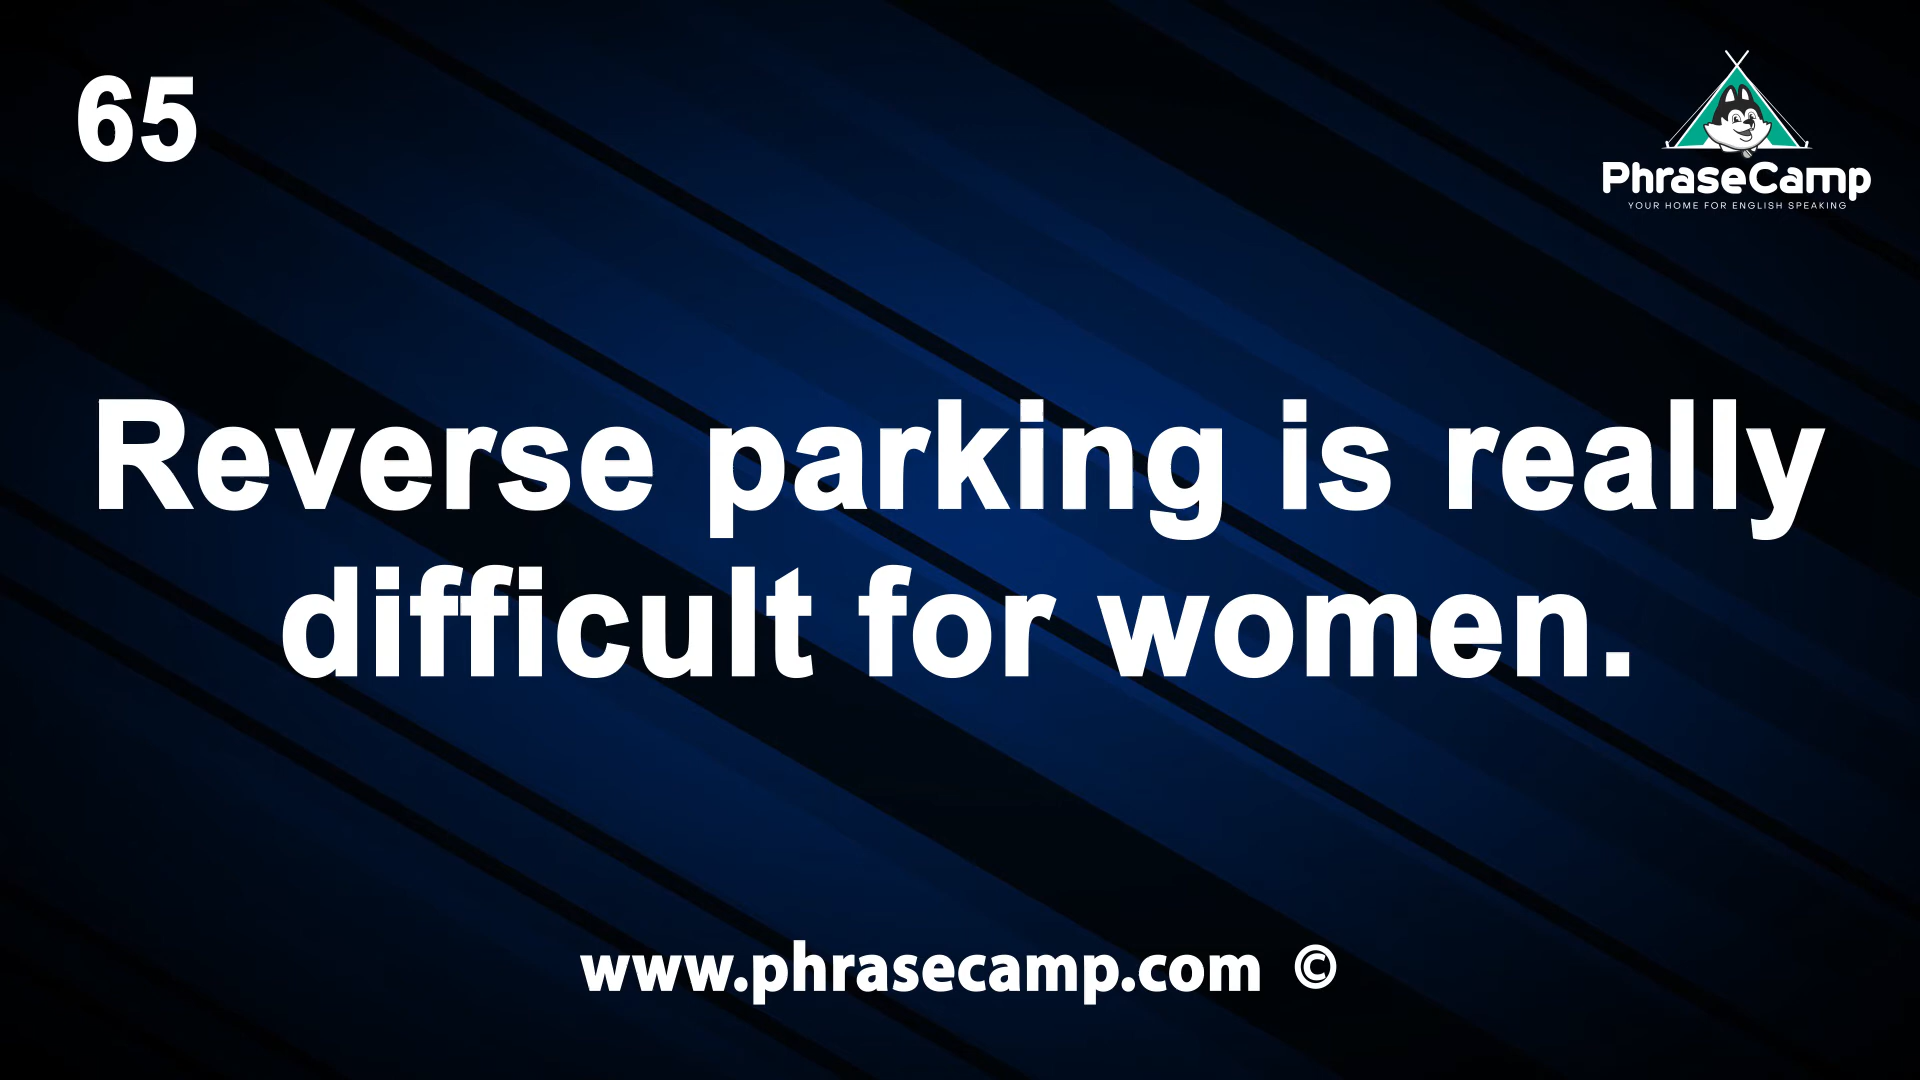 65
PhraseCamp
YOUR HOME FOR ENGLISH SPEAKING
Reverse parking is really
difficult for women.
www.phrasecamp.com ©